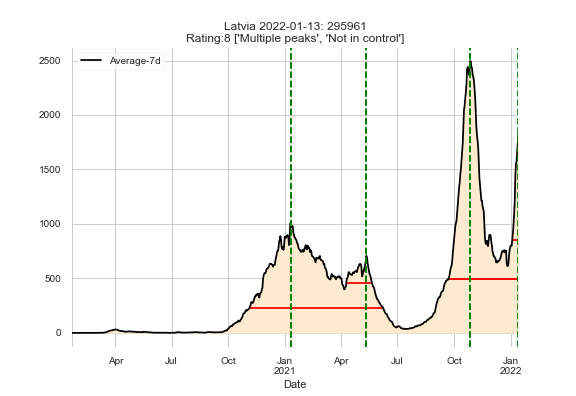 Latvia 2022-01-13: 295961
Rating:8 ['Multiple peaks', 'Not in control']
Average-7d
2500
2000
1500
1000
500
0
Apr Jul Oct Jan Apr Jul Oct Jan
2021 2022
Date